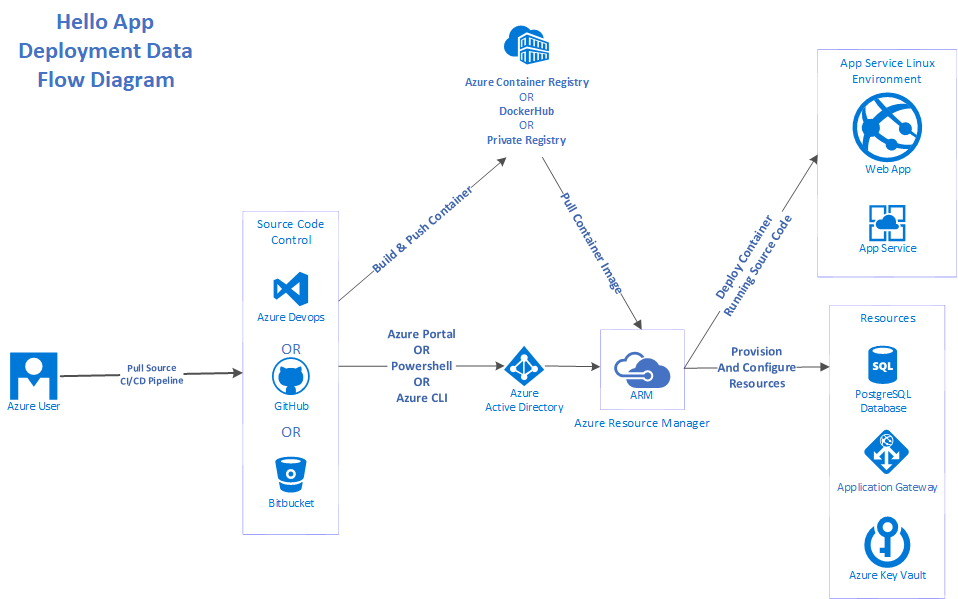 Hello App
Deployment Data
Flow Diagram
Azure Container Registry
OR
DockerHub
OR
Private Registry
App Service Linux
Environment
Web App
App Service
Build & Push Container
Pull Container Image
Deploy Container
Running Source Code
Source Code
Control
Azure Devops
OR
GitHub
OR
Bitbucket
Azure User
Pull Source
CI/CD Pipeline
Azure Portal
OR
Powershell
OR
Azure CLI
Azure
Active Directory
ARM
Azure Resource Manager
Provision
And Configure
Resources
Resources
SQL
PostgreSQL
Database
Application Gateway
Azure Key Vault